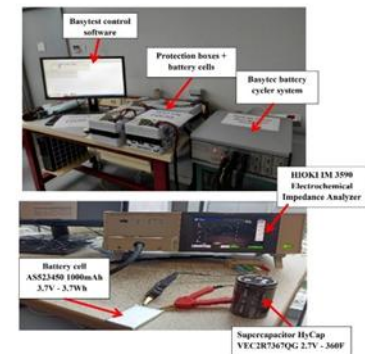 Basytest control
software
Protection boxes +
battery cells
Basytec battery
cycler system
HIOKI IM 3590
Electrochemical
Impedance Analyzer
Battery cell
AS523450 1000mAh
3.7V - 3.7Wh
Supercapacitor HyCap
VEC2R7367QG 2.7V - 360F